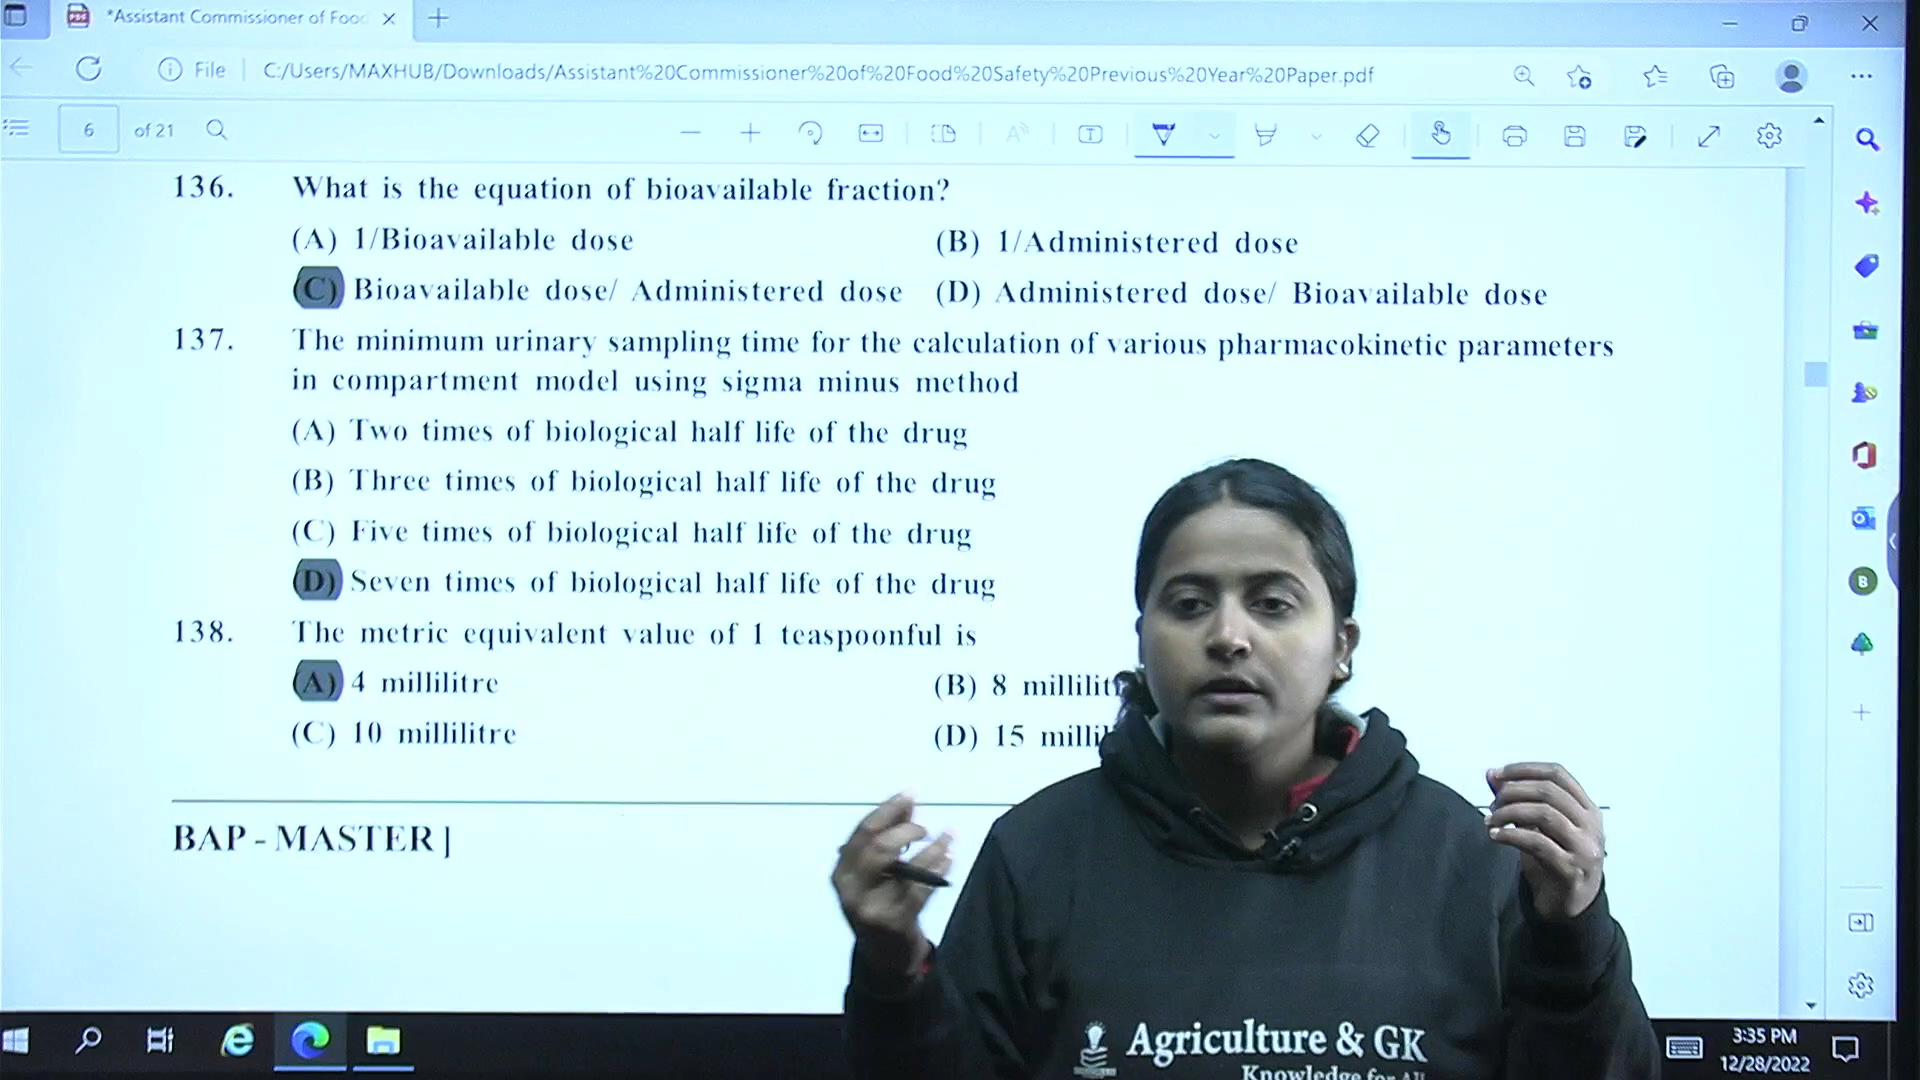 *Assistant Commissioner of Food
File
C:/Users/MAXHUB/Downloads/Assistant%20Commissioner%20of%20Food%20Safety%20Previous%20Year%20Paper.pdf
6 of 21
136. What is the equation of bioavailable fraction?
(A) 1/Bioavailable dose (B) 1/Administered dose
(C) Bioavailable dose/ Administered dose (D) Administered dose/ Bioavailable dose
137. The minimum urinary sampling time for the calculation of various pharmacokinetic parameters
in compartment model using sigma minus method
(A) Two times of biological half life of the drug
(B) Three times of biological half life of the drug
(C) Five times of biological half life of the drug
(D) Seven times of biological half life of the drug
138. The metric equivalent value of 1 teaspoonful is
(A) 4 millilitre (B) 8 millilit
(C) 10 millilitre (D) 15 milli
BAP - MASTER ]
Agriculture & GK
Knowledge for All
3:35 PM
12/28/2022